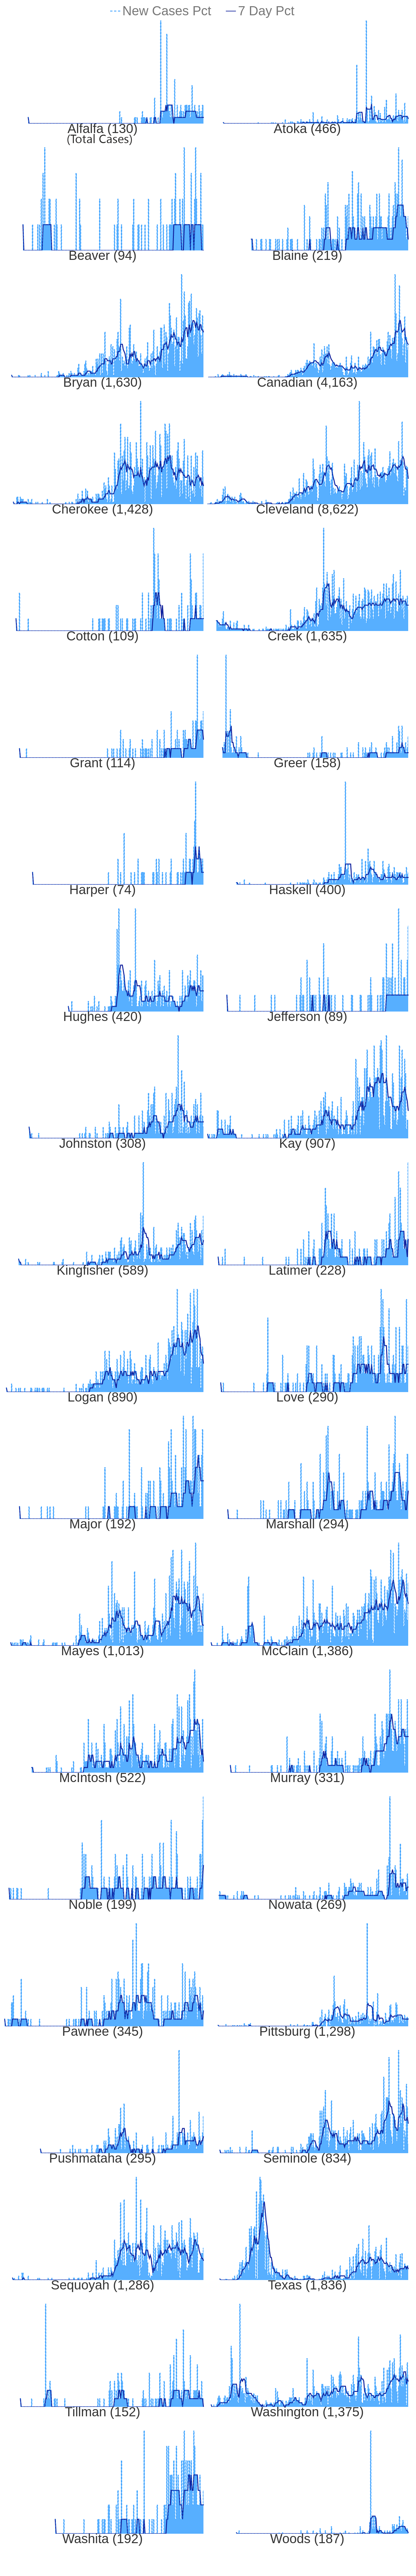 New Cases Pct 7 Day Pct
Alfalfa (130) Atoka (466)
(Total Cases)
Beaver (94) Blaine (219)
Bryan (1,630) Canadian (4,163)
Cherokee (1,428) Cleveland (8,622)
Cotton (109) Creek (1,635)
Grant (114) Greer (158)
Harper (74) Haskell (400)
Hughes (420) Jefferson (89)
Johnston (308) Kay (907)
Kingfisher (589) Latimer (228)
Logan (890) Love (290)
Major (192) Marshall (294)
Mayes (1,013) McClain (1,386)
McIntosh (522) Murray (331)
Noble (199) Nowata (269)
Pawnee (345) Pittsburg (1,298)
Pushmataha (295) Seminole (834)
Sequoyah (1,286) Texas (1,836)
Tillman (152) Washington (1,375)
Washita (192) Woods (187)